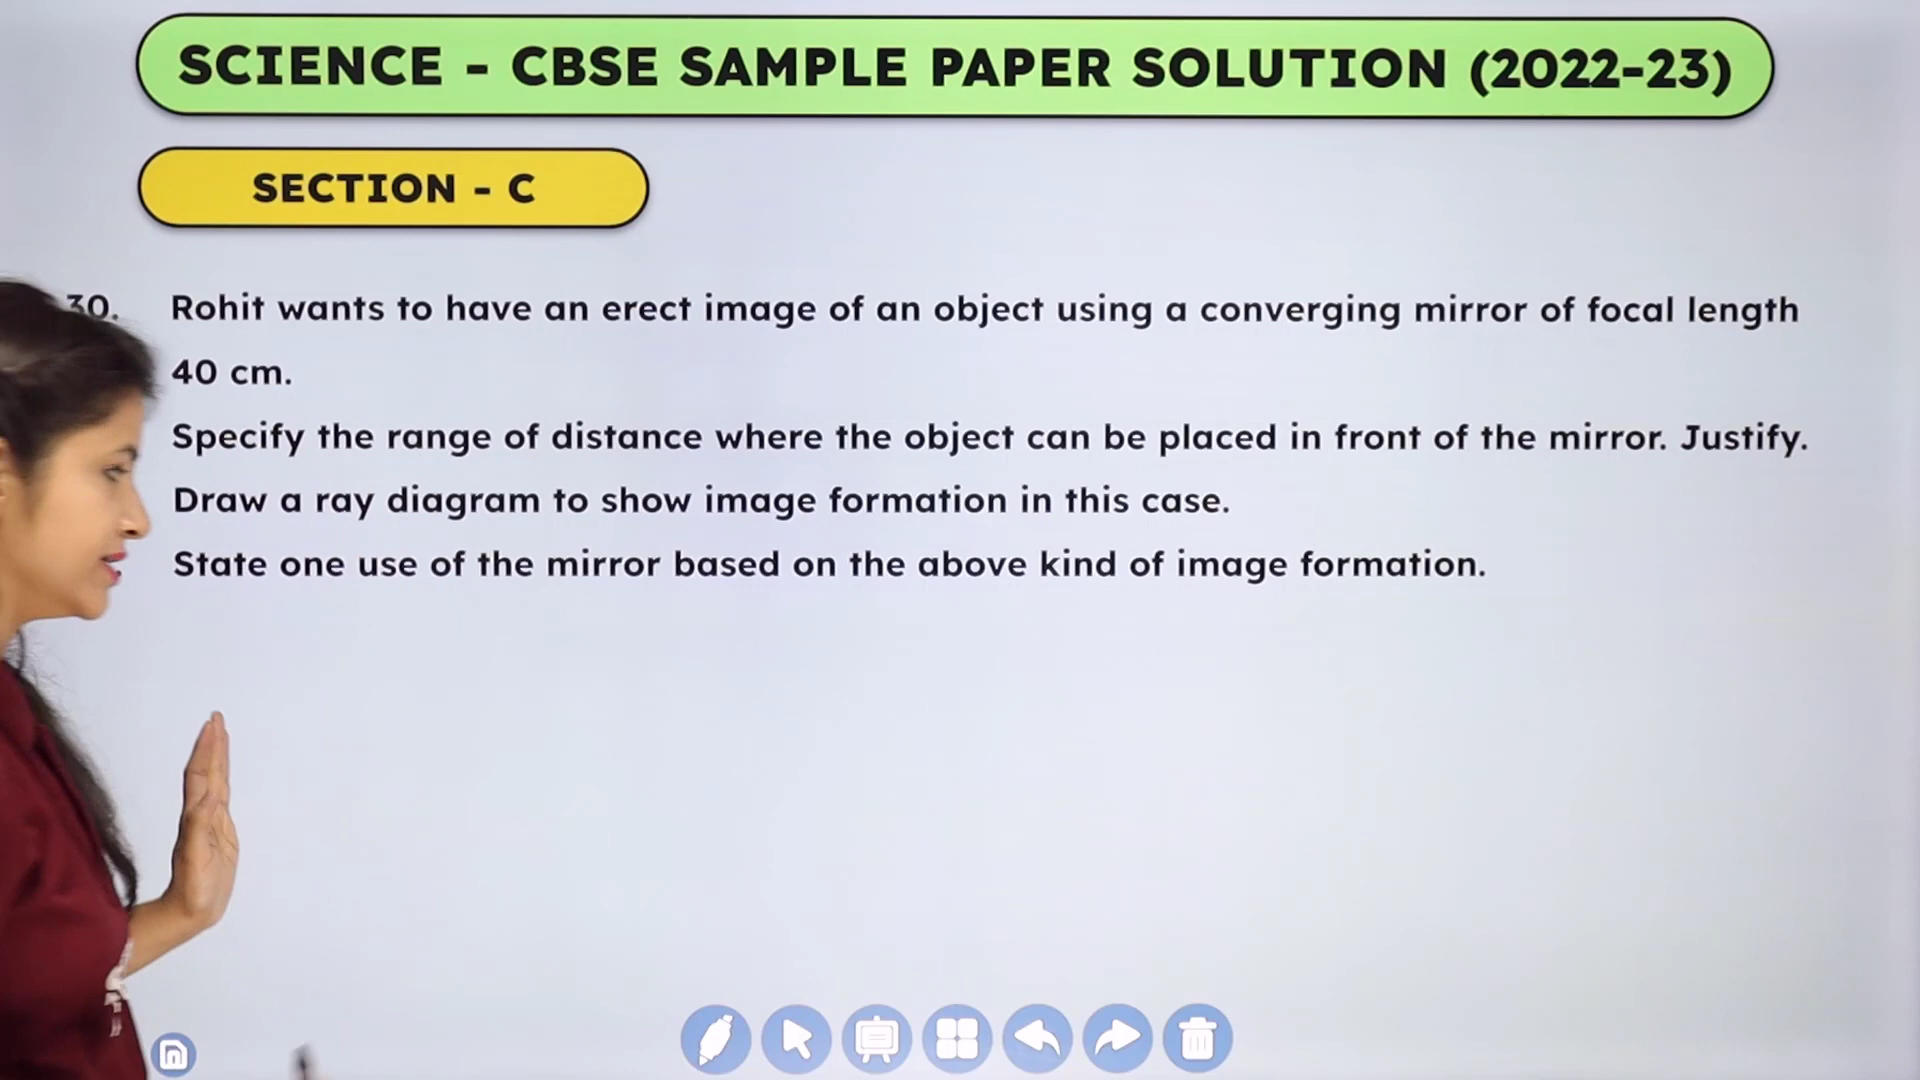 SCIENCE - CBSE SAMPLE PAPER SOLUTION (2022-23)
SECTION - C
30. Rohit wants to have an erect image of an object using a converging mirror of focal length
40 cm.
Specify the range of distance where the object can be placed in front of the mirror. Justify.
Draw a ray diagram to show image formation in this case.
State one use of the mirror based on the above kind of image formation.